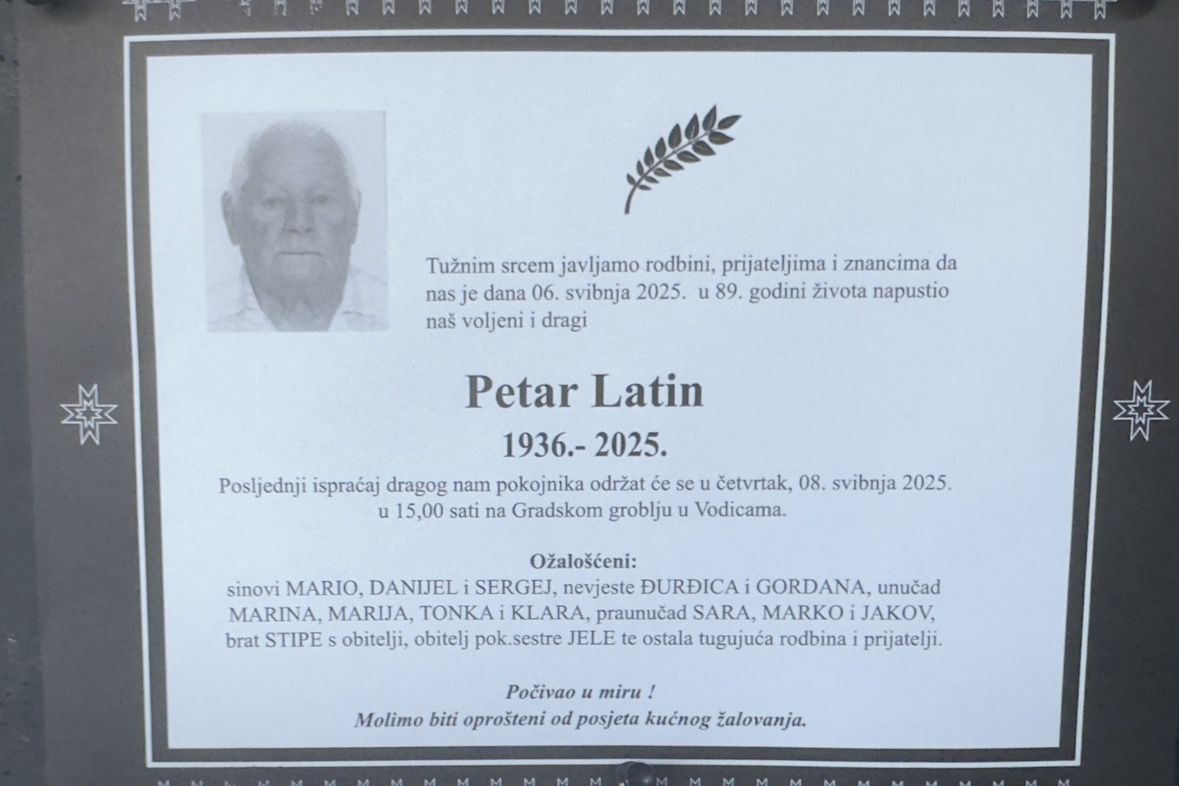 Tužnim srcem javljamo rodbini, prijateljima i znancima da
nas je dana 06. svibnja 2025. u 89. godini života napustio
naš voljeni i dragi
Petar Latin
1936.- 2025.
Posljednji ispraćaj dragog nam pokojnika održat će se u četvrtak, 08. svibnja 2025.
u 15,00 sati na Gradskom groblju u Vodicama.
Ožalošćeni:
sinovi MARIO, DANIJEL i SERGEJ, nevjeste ĐURĐICA i GORDANA, unučad
MARINA, MARIJA, TONKA i KLARA, praunučad SARA, MARKO i JAKOV,
brat STIPE s obitelji, obitelj pok.sestre JELE te ostala tugujuća rodbina i prijatelji.
Počivao u miru !
Molimo biti oprošteni od posjeta kućnog žalovanja.